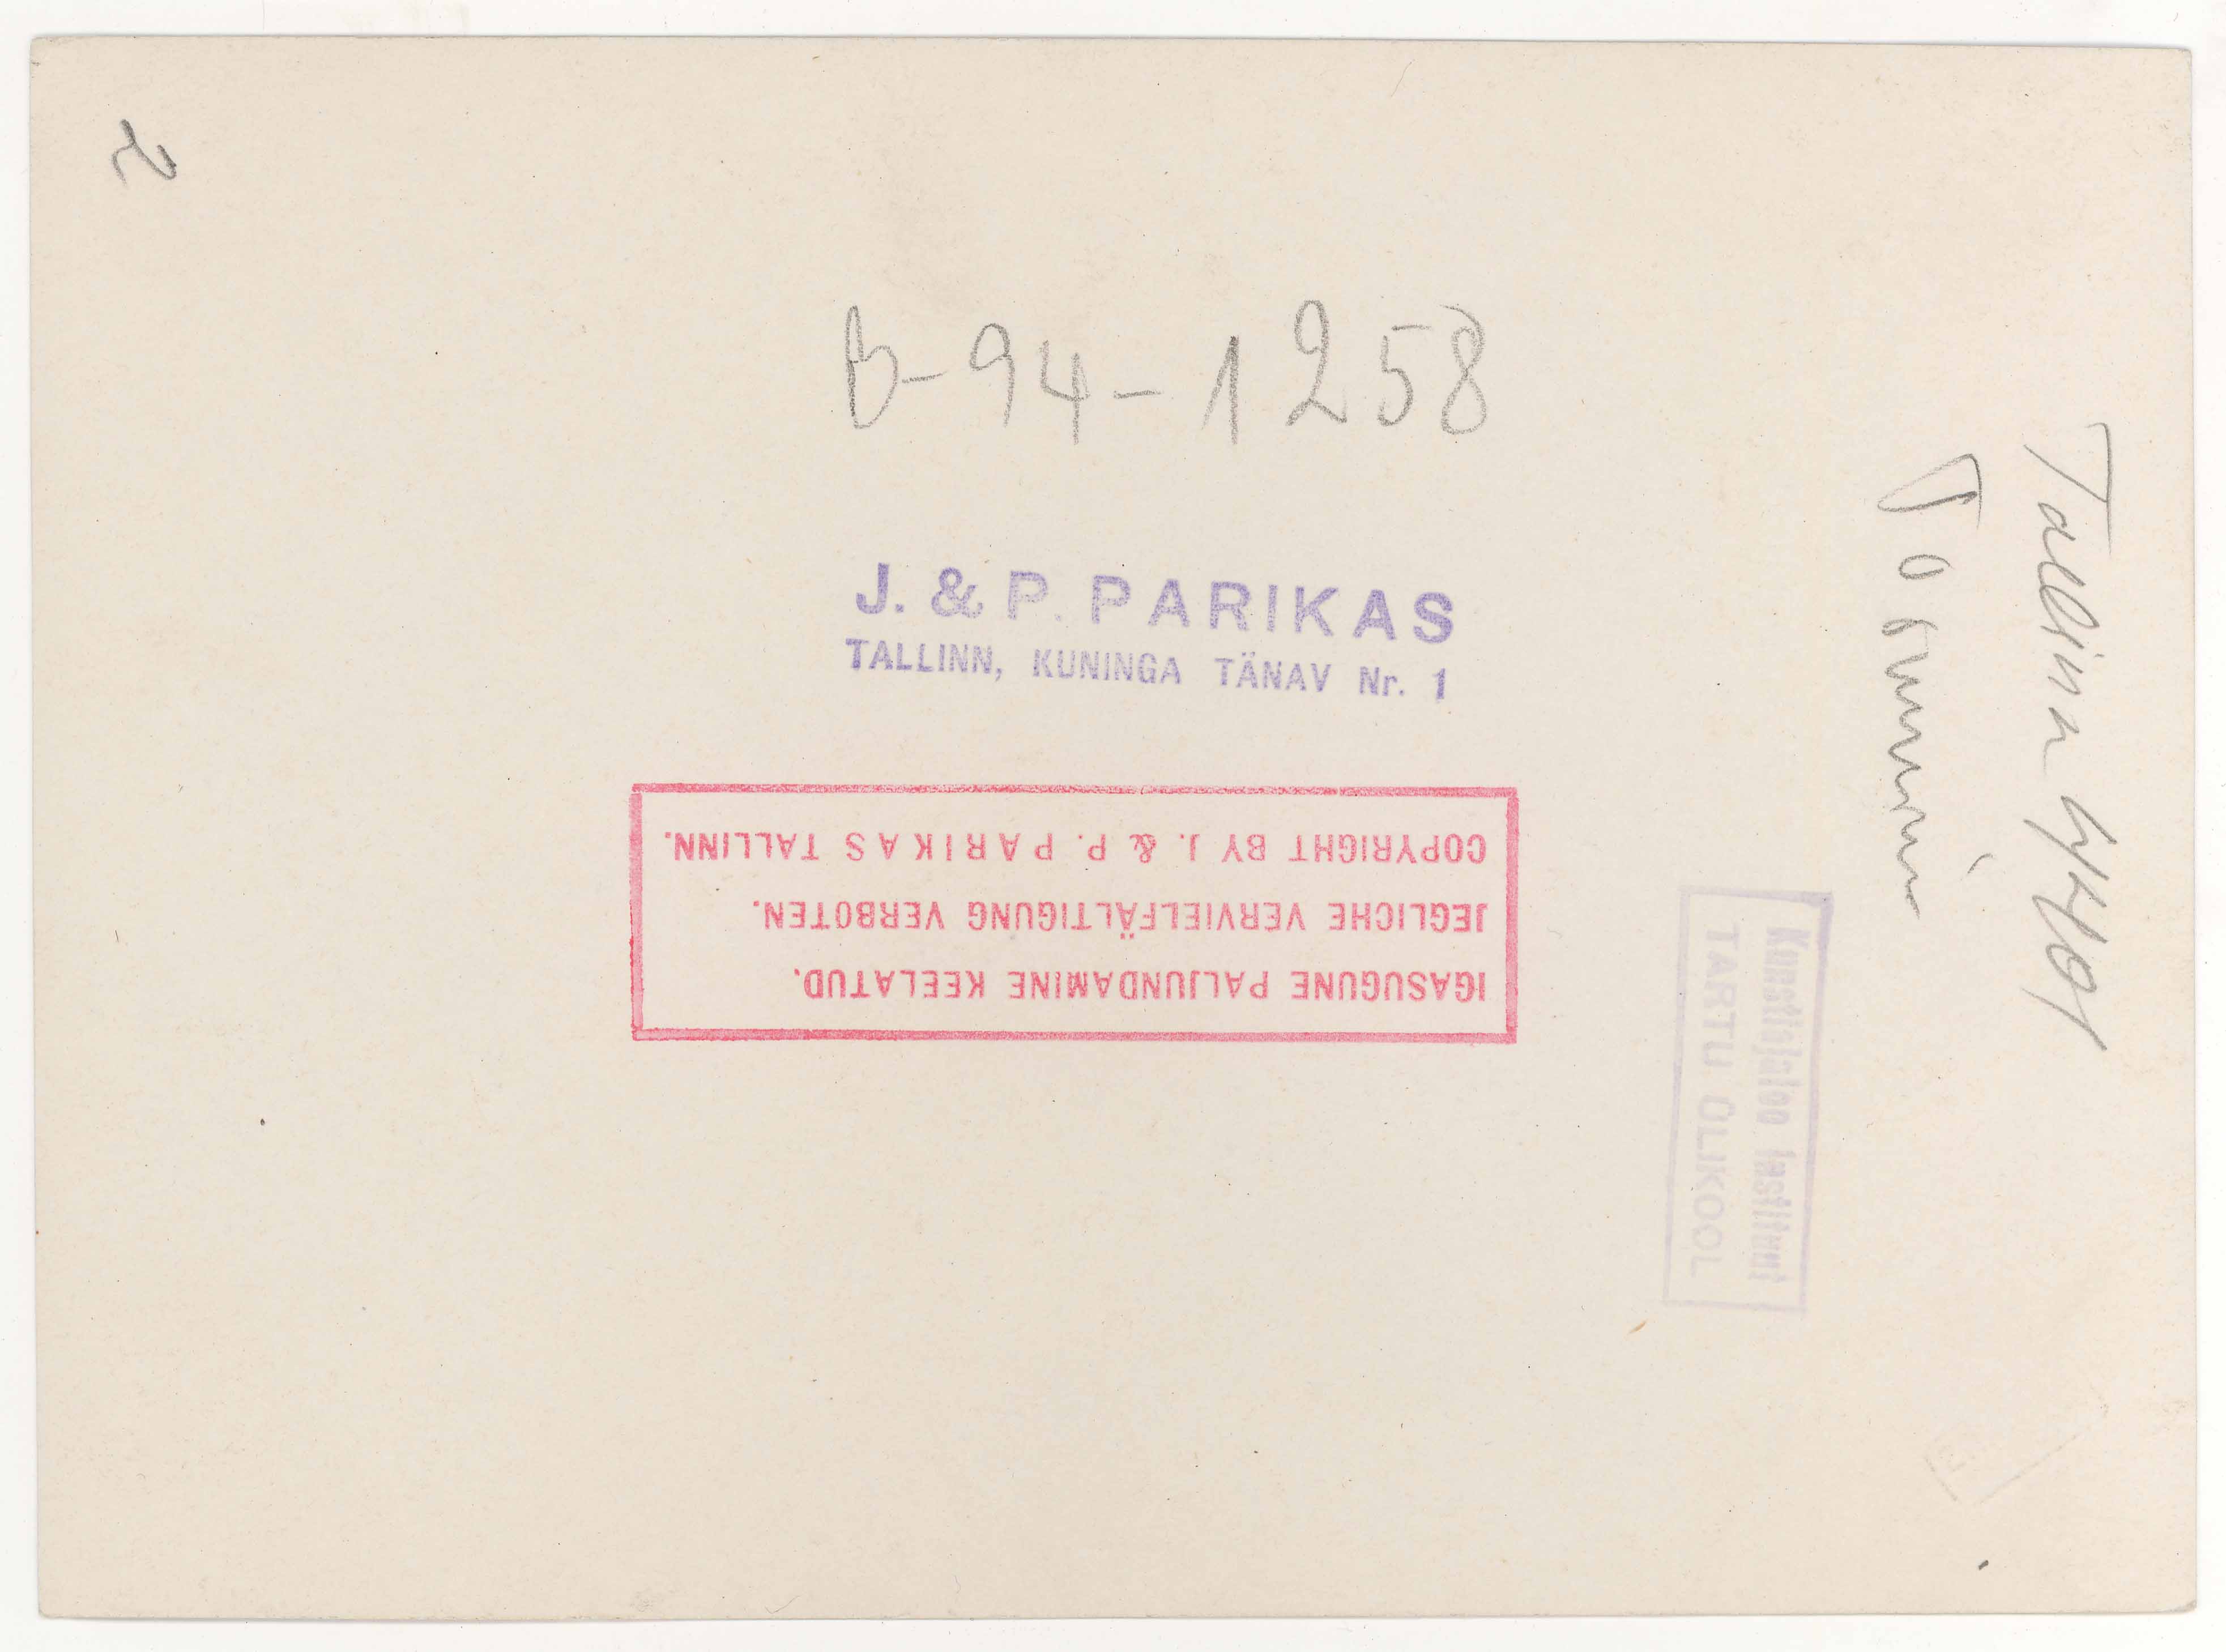 B-94-1258
J. & P. PARIKAS
TALLINN, KUNINGA TÄNAV Nr. 1
IGASUGUNE PALJUNDAMINE KEELATUD.
JEGLICHE VERVIELFÄLTIGUNG VERBOTEN.
COPYRIGHT BY J. & P. PARIKAS TALLINN.
Tallinn
Kunstiajaloo Instituut
TARTU ÜLIKOOL